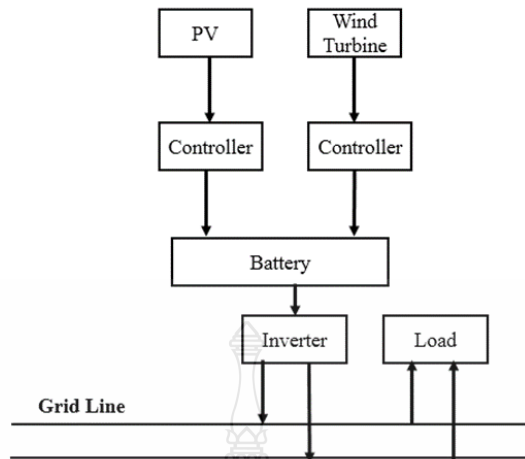 PV
Wind
Turbine
Controller
Controller
Battery
Inverter
Load
Grid Line